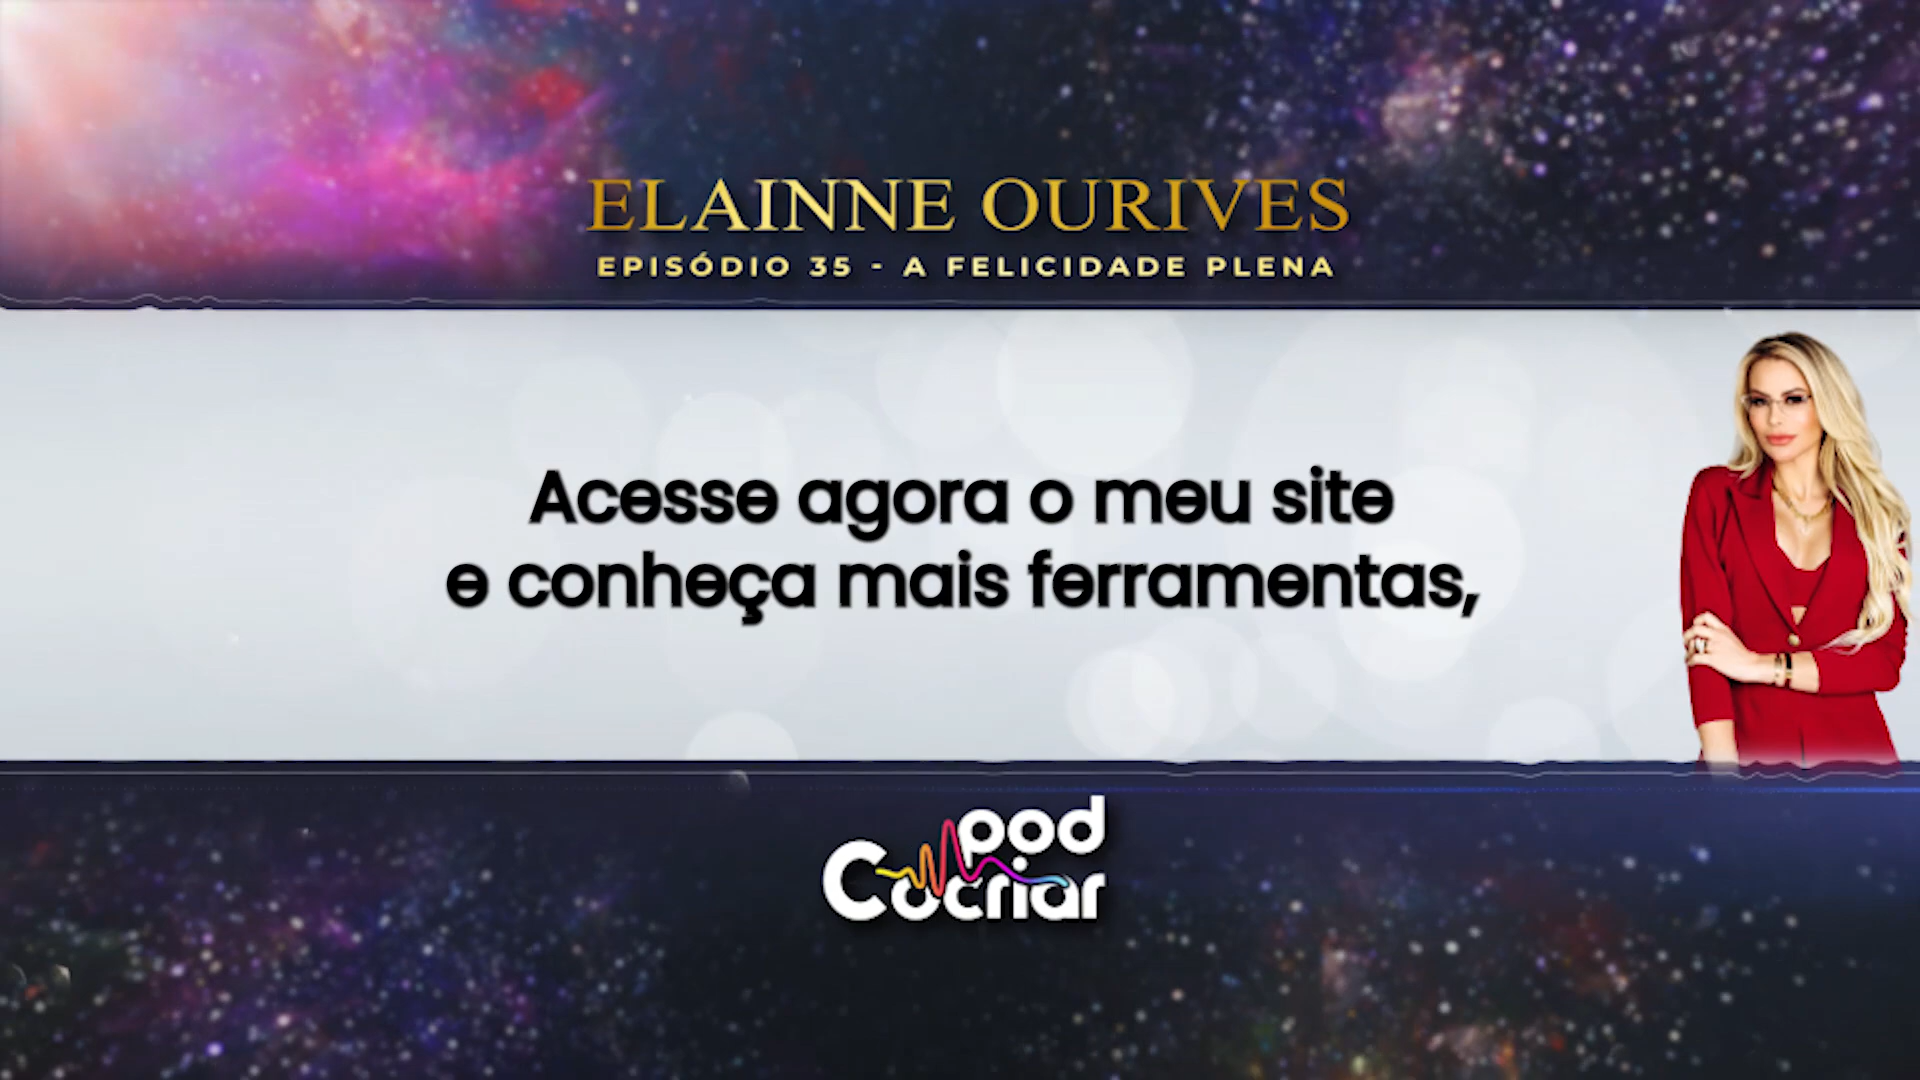 ELAINNE OURIVES
EPISÓDIO 35 - A FELICIDADE PLENA
Acesse agora o meu site
e conheça mais ferramentas,
pod
Cocriar